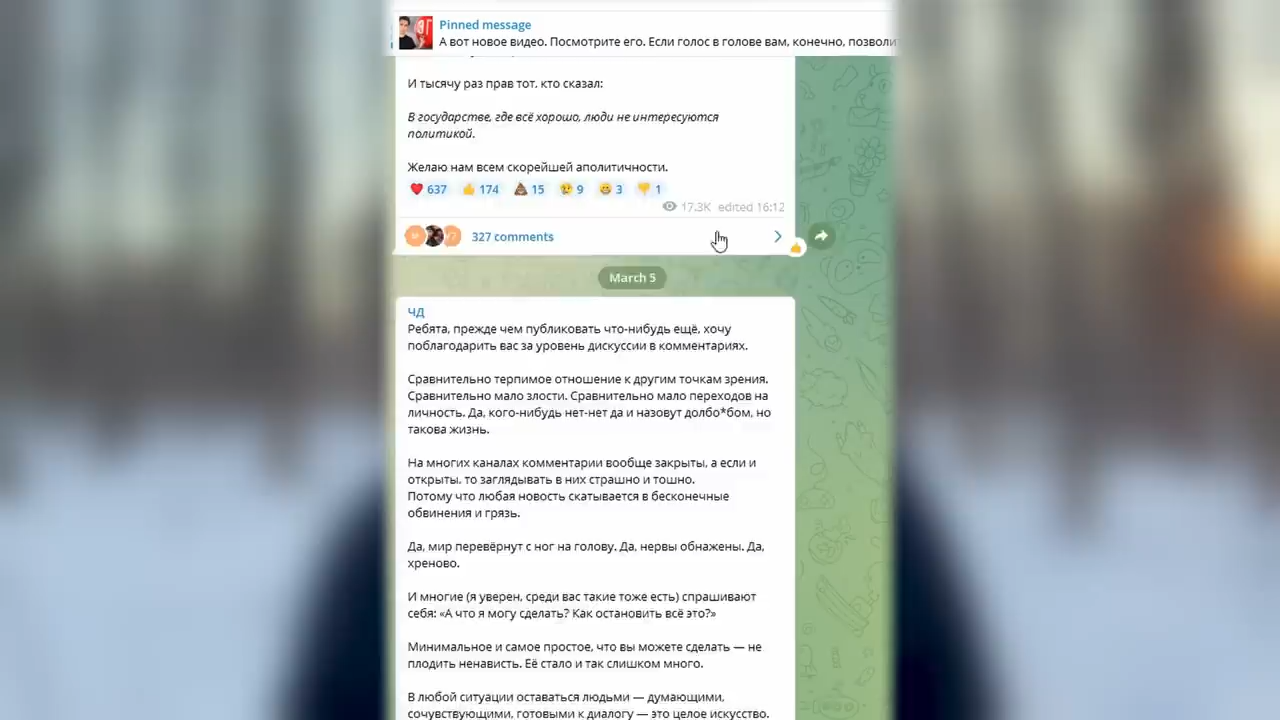 Pinned message
А вот новое видео. Посмотрите его. Если голос в голове вам, конечно, позволит
И тысячу раз прав тот, кто сказал:
В государстве, где всё хорошо, люди не интересуются
политикой.
Желаю нам всем скорейшей аполитичности.
637 174 15 9 3 1
17.3K edited 16:12
327 comments
March 5
ЧД
Ребята, прежде чем публиковать что-нибудь ещё, хочу
поблагодарить вас за уровень дискуссии в комментариях.
Сравнительно терпимое отношение к другим точкам зрения.
Сравнительно мало злости. Сравнительно мало переходов на
личность. Да, кого-нибудь нет-нет да и назовут долбо*бом, но
такова жизнь.
На многих каналах комментарии вообще закрыты, а если и
открыты, то заглядывать в них страшно и тошно.
Потому что любая новость скатывается в бесконечные
обвинения и грязь.
Да, мир перевёрнут с ног на голову. Да, нервы обнажены. Да,
хреново.
И многие (я уверен, среди вас такие тоже есть) спрашивают
себя: «А что я могу сделать? Как остановить всё это?»
Минимальное и самое простое, что вы можете сделать — не
плодить ненависть. Её стало и так слишком много.
В любой ситуации оставаться людьми — думающими,
сочувствующими, готовыми к диалогу — это целое искусство.